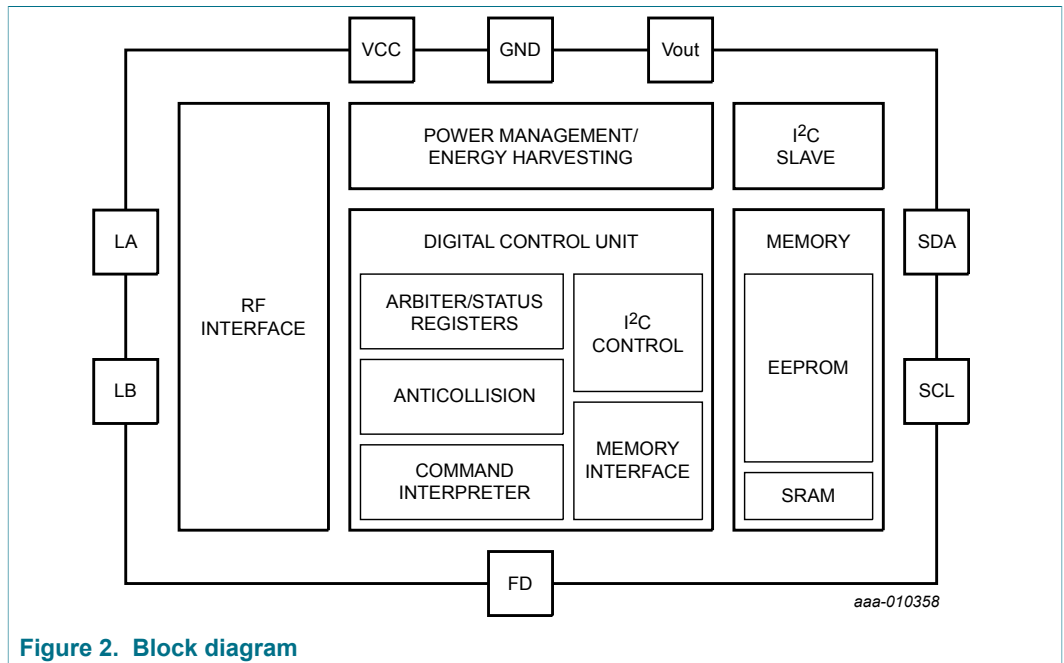 VCC
GND
Vout
POWER MANAGEMENT/
ENERGY HARVESTING
I²C
SLAVE
LA
LB
RF
INTERFACE
DIGITAL CONTROL UNIT
ARBITER/STATUS
REGISTERS
ANTICOLLISION
COMMAND
INTERPRETER
I²C
CONTROL
MEMORY
INTERFACE
MEMORY
EEPROM
SRAM
SDA
SCL
FD
aaa-010358
Figure 2. Block diagram